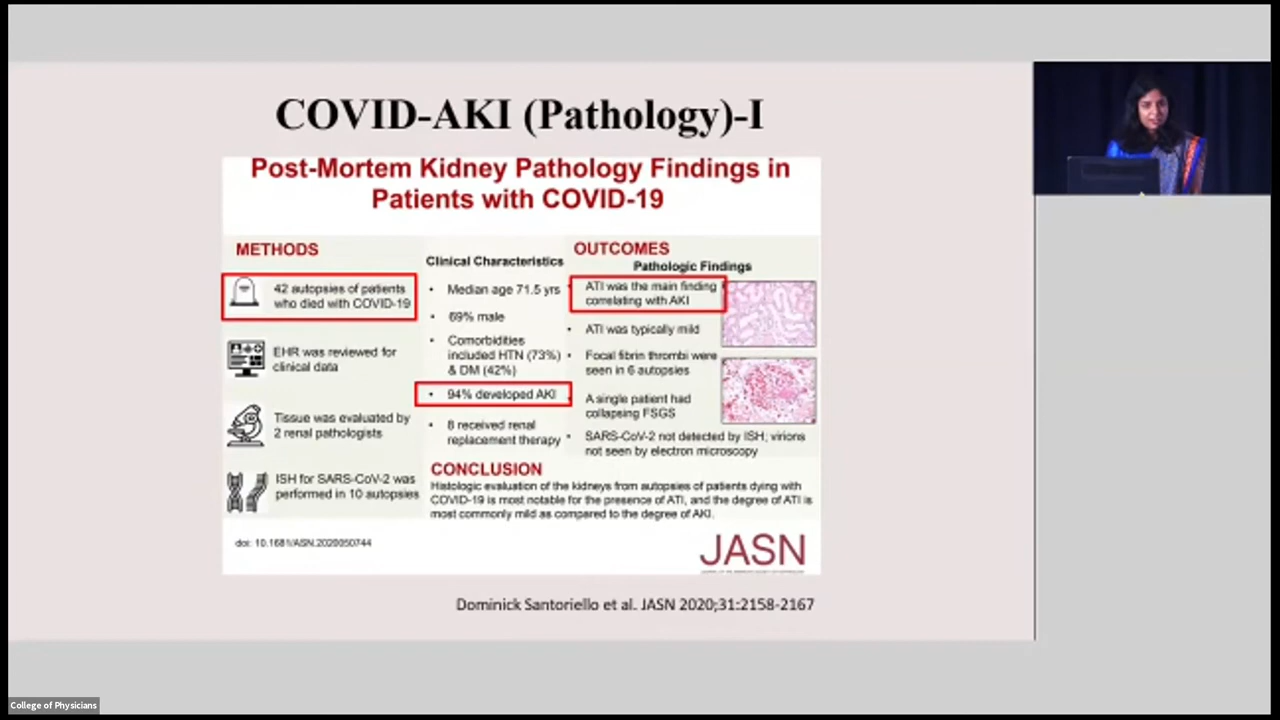 COVID-AKI (Pathology)-I
Post-Mortem Kidney Pathology Findings in
Patients with COVID-19
METHODS
42 autopsies of patients
who died with COVID-19
EHR was reviewed for
clinical data
Tissue was evaluated by
2 renal pathologists
ISH for SARS-CoV-2 was
performed in 10 autopsies
Clinical Characteristics
• Median age 71.5 yrs
• 69% male
• Comorbidities
included HTN (73%)
& DM (42%)
• 94% developed AKI
• 8 received renal
replacement therapy
OUTCOMES
Pathologic Findings
ATI was the main finding
correlating with AKI
• ATI was typically mild
• Focal fibrin thrombi were
seen in 6 autopsies
• A single patient had
collapsing FSGS
• SARS-CoV-2 not detected by ISH; virions
not seen by electron microscopy
CONCLUSION
Histologic evaluation of the kidneys from autopsies of patients dying with
COVID-19 is most notable for the presence of ATI, and the degree of ATI is
most commonly mild as compared to the degree of AKI.
doi: 10.1681/ASN.2020050744
JASN
Dominick Santoriello et al. JASN 2020;31:2158-2167
College of Physicians